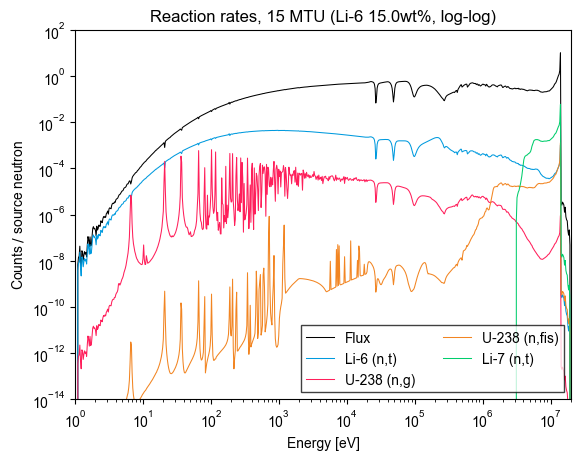 Reaction rates, 15 MTU (Li-6 15.0wt%, log-log)
Counts / source neutron
10^2
10^0
10^−2
10^−4
10^−6
10^−8
10^−10
10^−12
10^−14
Flux
Li-6 (n,t)
U-238 (n,g)
U-238 (n,fis)
Li-7 (n,t)
10^0 10^1 10^2 10^3 10^4 10^5 10^6 10^7
Energy [eV]